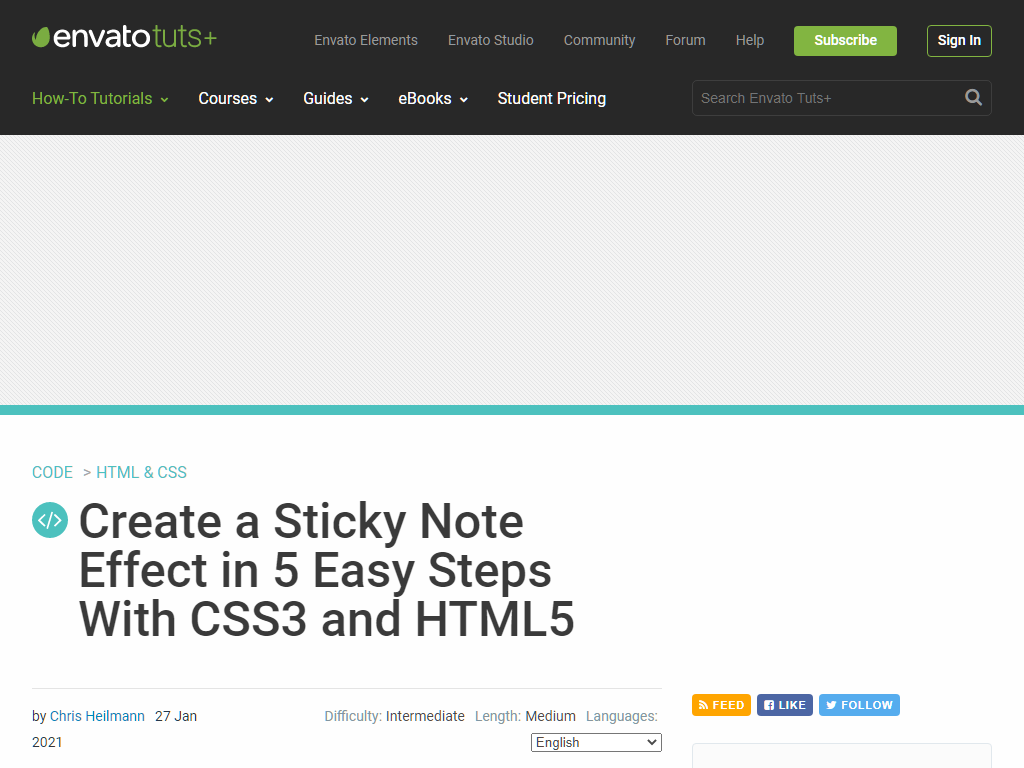 envatotuts+
Envato Elements Envato Studio Community Forum Help Subscribe Sign In
How-To Tutorials Courses Guides eBooks Student Pricing Search Envato Tuts+
CODE > HTML & CSS
</> Create a Sticky Note
Effect in 5 Easy Steps
With CSS3 and HTML5
FEED LIKE FOLLOW
by Chris Heilmann 27 Jan
2021
Difficulty: Intermediate Length: Medium Languages:
English